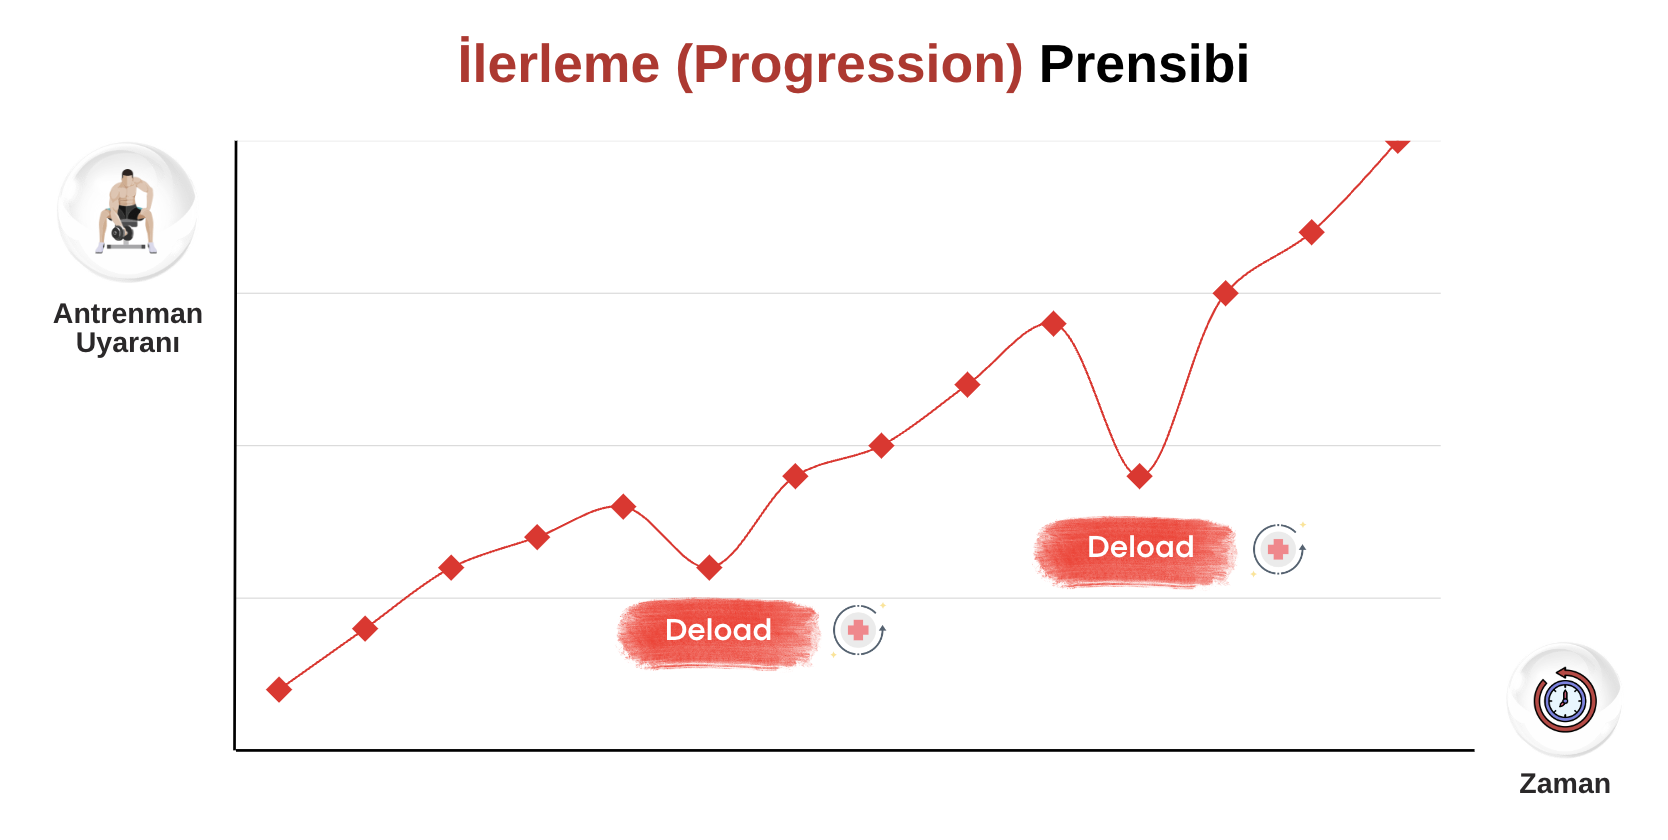 İlerleme (Progression) Prensibi
Antrenman
Uyaranı
Deload
Deload
Zaman